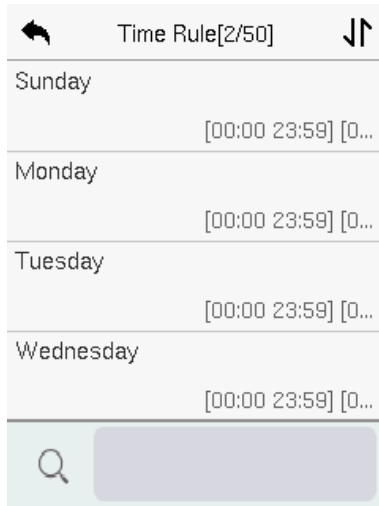 Time Rule[2/50]
Sunday
[00:00 23:59] [0...
Monday
[00:00 23:59] [0...
Tuesday
[00:00 23:59] [0...
Wednesday
[00:00 23:59] [0...